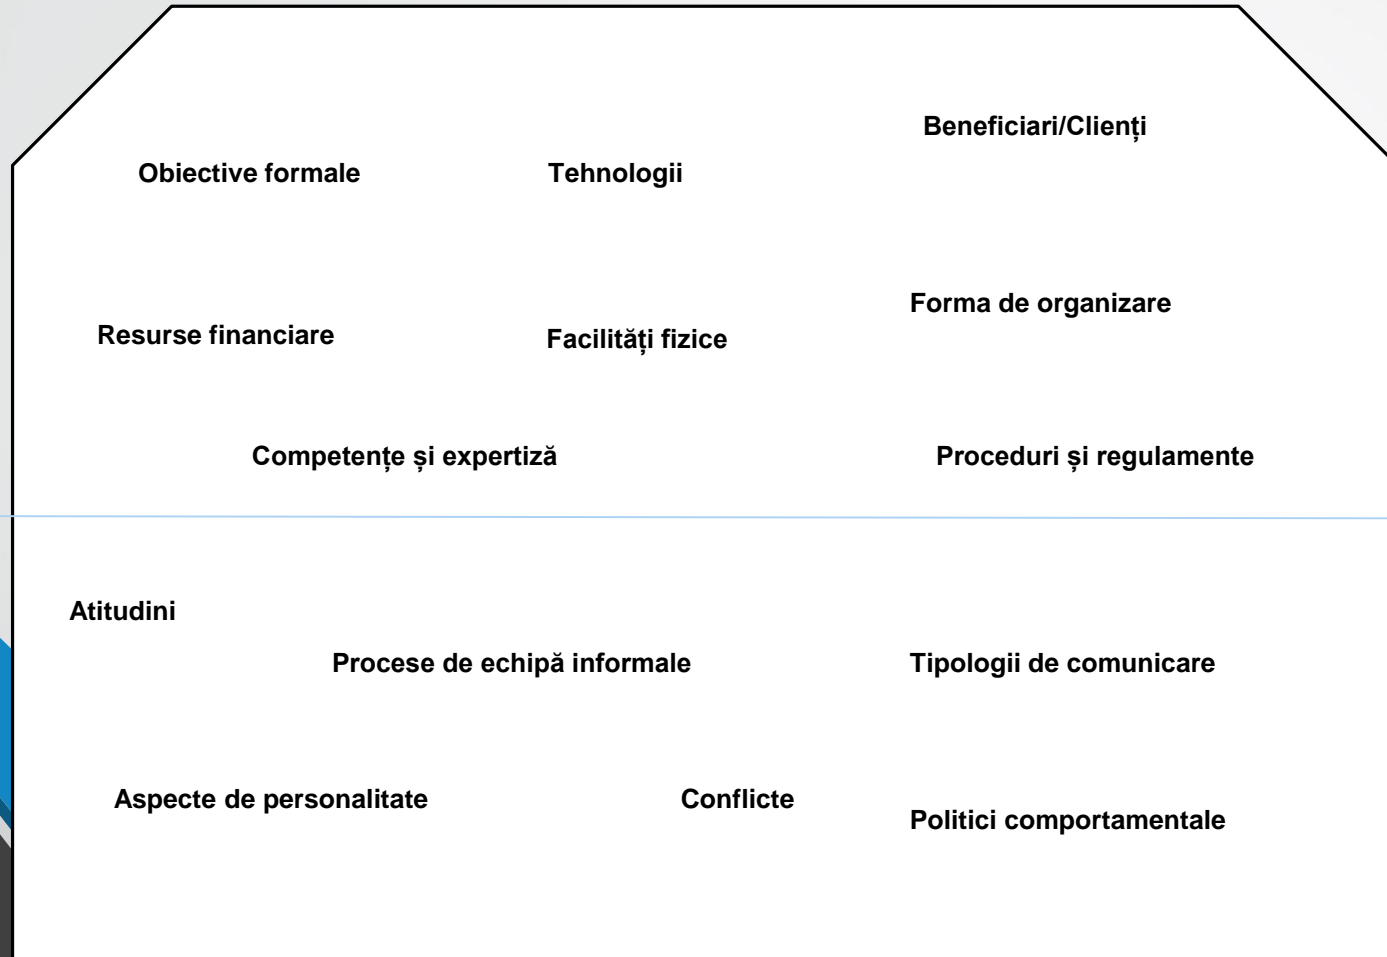 Beneficiari/Clienți
Obiective formale
Tehnologii
Forma de organizare
Resurse financiare
Facilități fizice
Competențe și expertiză
Proceduri și regulamente
Atitudini
Procese de echipă informale
Tipologii de comunicare
Aspecte de personalitate
Conflicte
Politici comportamentale